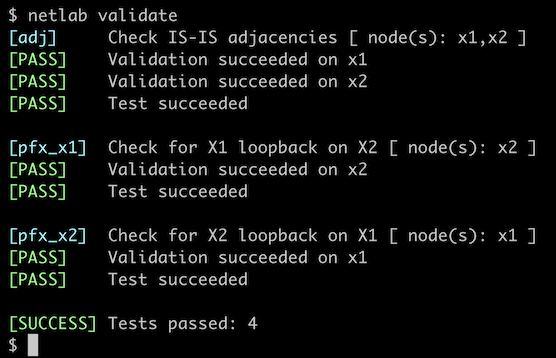 $ netlab validate
[adj] Check IS-IS adjacencies [ node(s): x1,x2 ]
[PASS] Validation succeeded on x1
[PASS] Validation succeeded on x2
[PASS] Test succeeded
[pfx_x1] Check for X1 loopback on X2 [ node(s): x2 ]
[PASS] Validation succeeded on x2
[PASS] Test succeeded
[pfx_x2] Check for X2 loopback on X1 [ node(s): x1 ]
[PASS] Validation succeeded on x1
[PASS] Test succeeded
[SUCCESS] Tests passed: 4
$